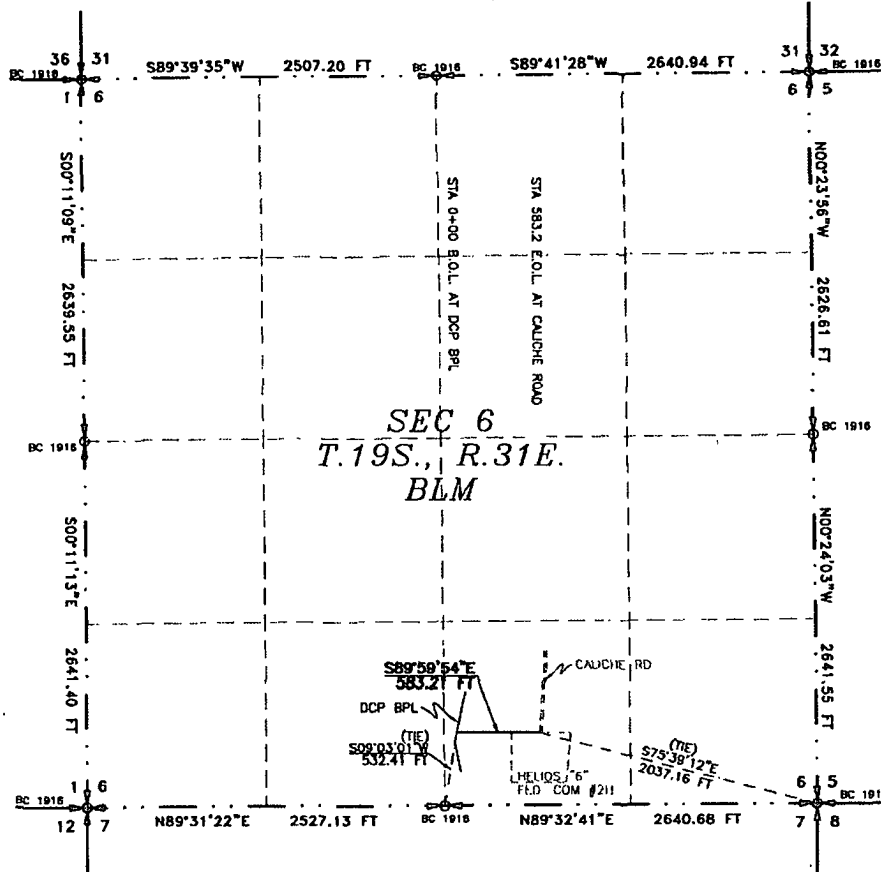 36 31
31 32
BC 1916
S89°39'35"W 2507.20 FT
BC 1916
S89°41'28"W 2640.94 FT
BC 1916
1 6
6 5
S00°11'09"E 2639.55 FT
STA 0+00 B.O.L. AT DCP BPL
STA 583.2 E.O.L. AT CALICHE ROAD
N00°23'56"W 2626.61 FT
BC 1916
BC 1916
SEC 6
T.19S., R.31E.
BLM
S00°11'13"E 2641.40 FT
N00°24'03"W 2641.55 FT
S89°59'54"E
583.21 FT
CALICHE RD
DCP BPL
(TIE)
S09°03'01"W
532.41 FT
(TIE)
S75°38'12"E
2037.16 FT
HELIOS "6"
FED COM #2H
1 6
6 5
BC 1916
BC 1916
BC 191
12 7
N89°31'22"E 2527.13 FT
N89°32'41"E 2640.68 FT
7 8